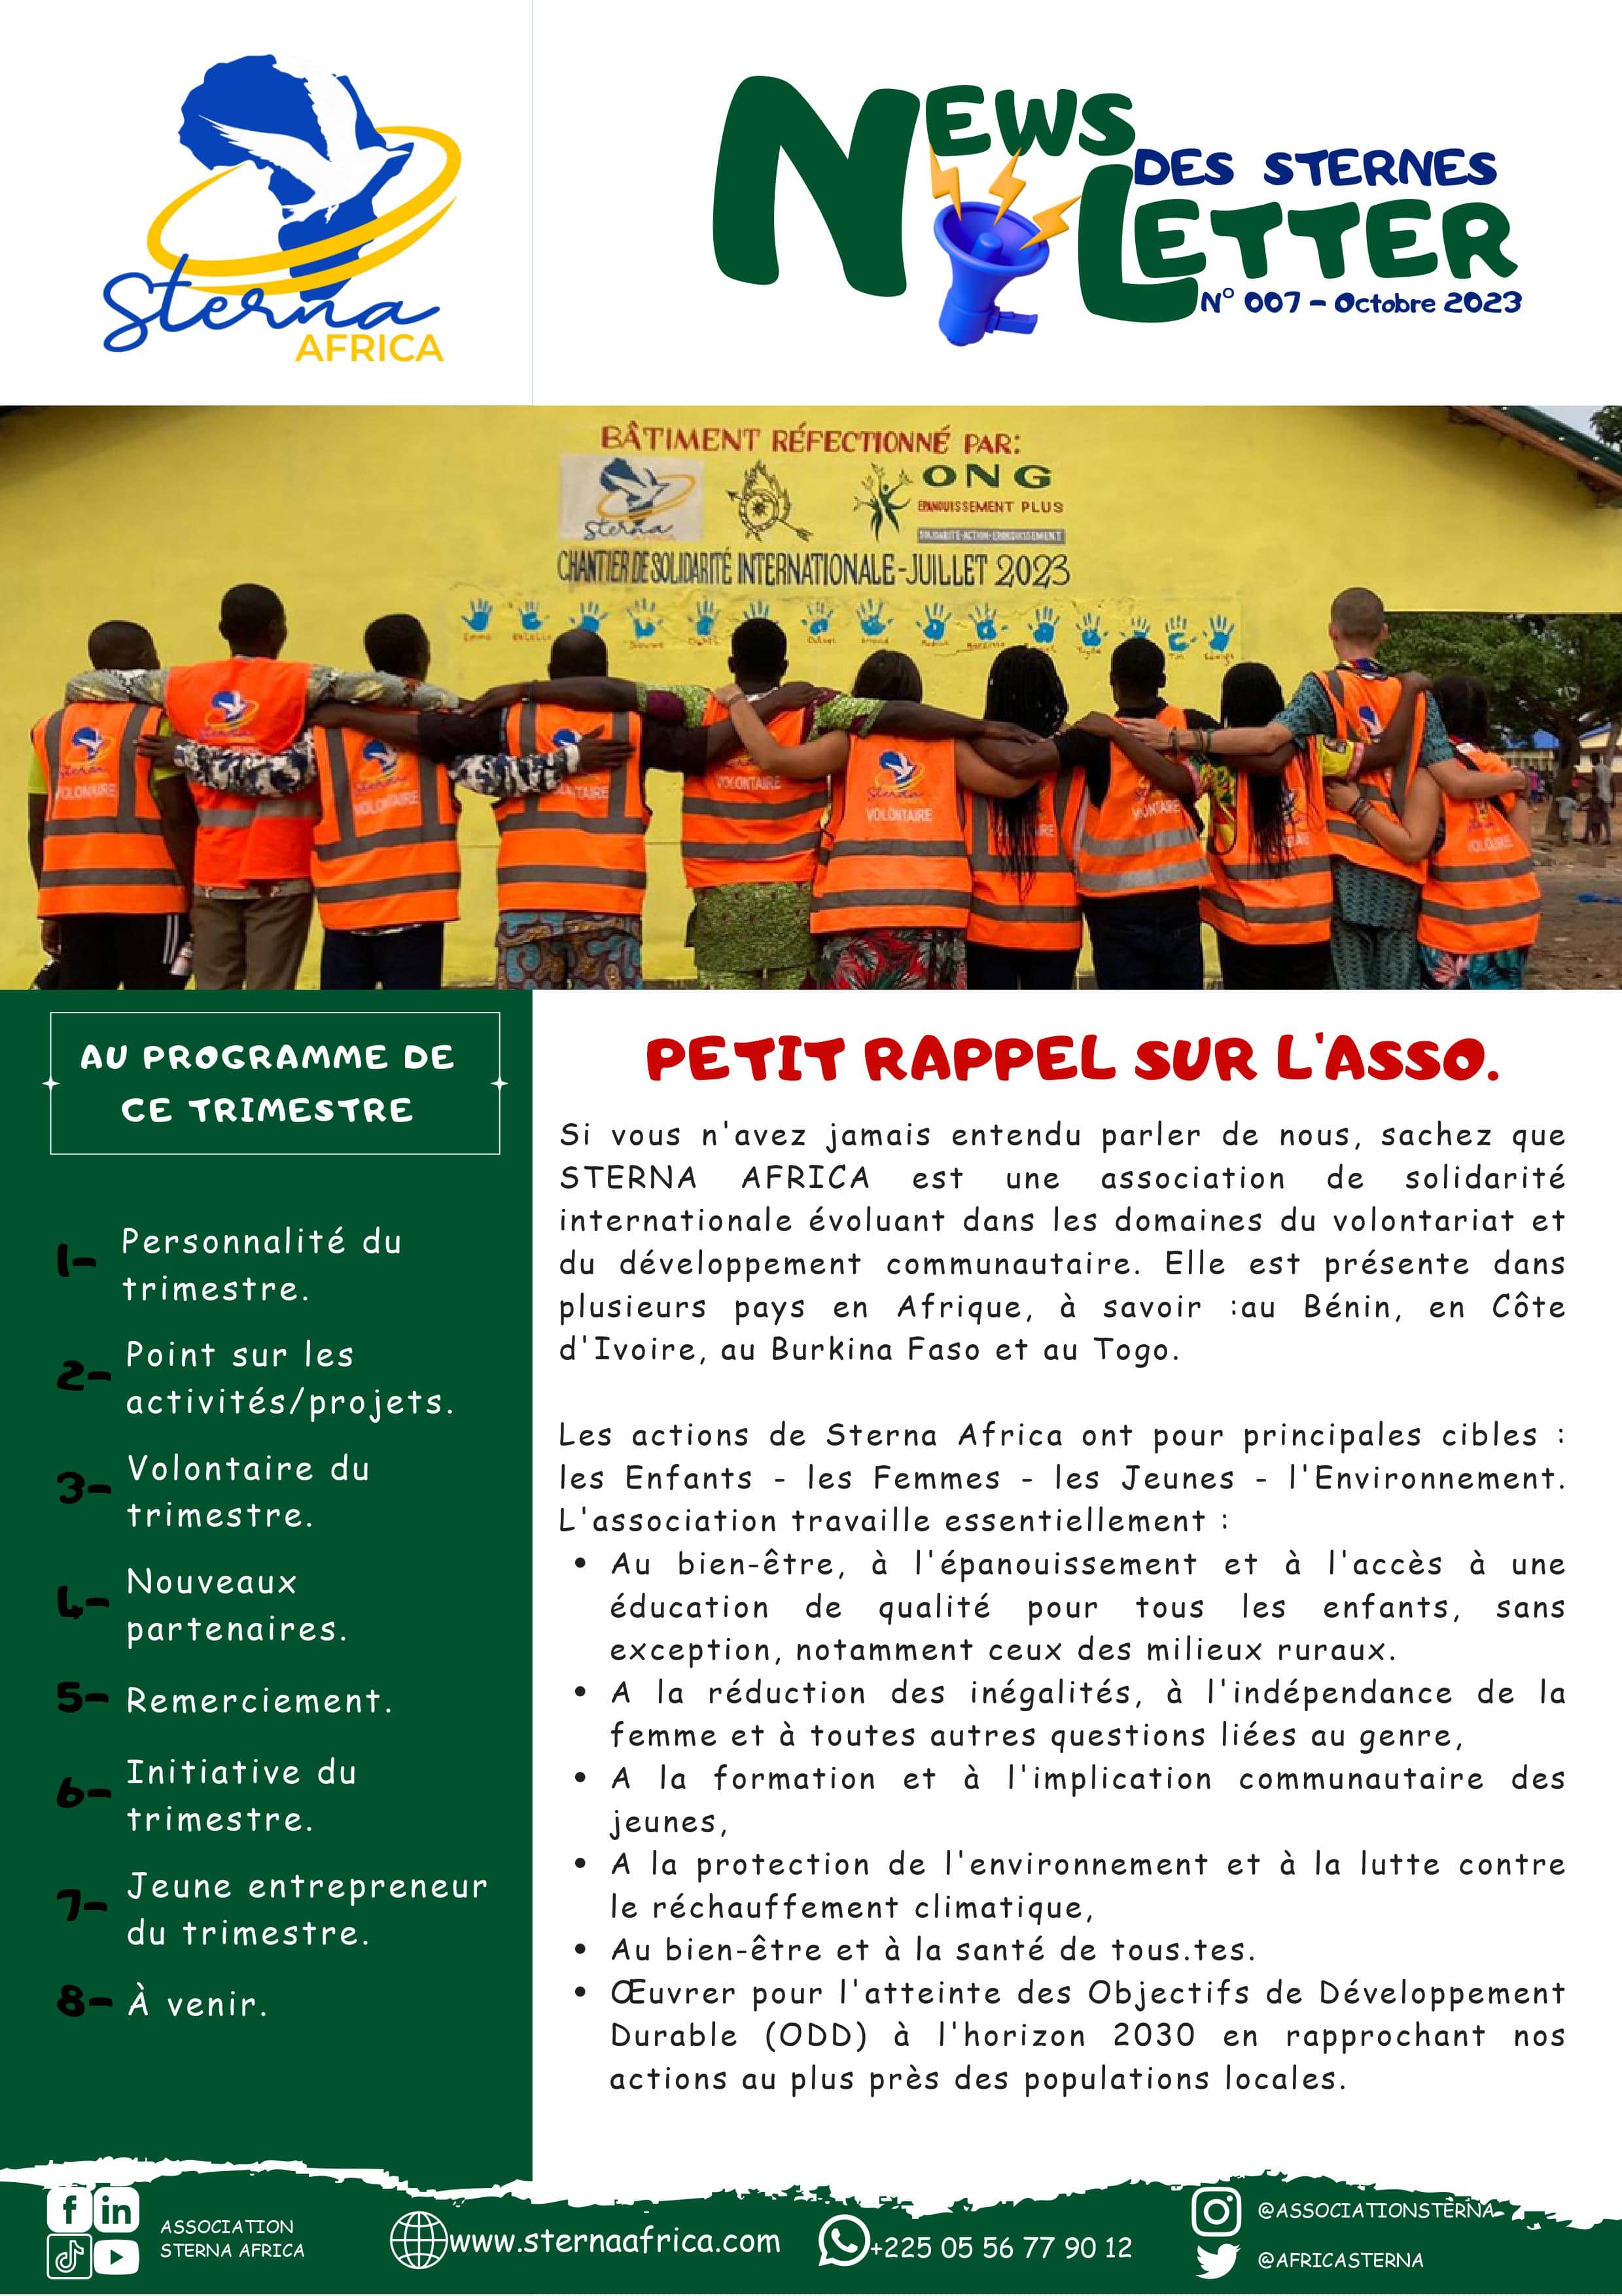 Sterna
AFRICA
NEWS
DES STERNES
LETTER
N° 007 - Octobre 2023
BÂTIMENT RÉFECTIONNÉ PAR:
Sterna
ONG
EPANOUISSEMENT PLUS
SOLIDARITE-ACTION-EPANOUISSEMENT
CHANTIER DE SOLIDARITÉ INTERNATIONALE-JUILLET 2023
VOLONTAIRE
VOLONTAIRE
VOLONTAIRE
AU PROGRAMME DE
CE TRIMESTRE
1- Personnalité du
trimestre.
2- Point sur les
activités/projets.
3- Volontaire du
trimestre.
4- Nouveaux
partenaires.
5- Remerciement.
6- Initiative du
trimestre.
7- Jeune entrepreneur
du trimestre.
8- À venir.
PETIT RAPPEL SUR L'ASSO.
Si vous n'avez jamais entendu parler de nous, sachez que
STERNA AFRICA est une association de solidarité
internationale évoluant dans les domaines du volontariat et
du développement communautaire. Elle est présente dans
plusieurs pays en Afrique, à savoir :au Bénin, en Côte
d'Ivoire, au Burkina Faso et au Togo.
Les actions de Sterna Africa ont pour principales cibles :
les Enfants - les Femmes - les Jeunes - l'Environnement.
L'association travaille essentiellement :
• Au bien-être, à l'épanouissement et à l'accès à une
éducation de qualité pour tous les enfants, sans
exception, notamment ceux des milieux ruraux.
• A la réduction des inégalités, à l'indépendance de la
femme et à toutes autres questions liées au genre,
• A la formation et à l'implication communautaire des
jeunes,
• A la protection de l'environnement et à la lutte contre
le réchauffement climatique,
• Au bien-être et à la santé de tous.tes.
• Œuvrer pour l'atteinte des Objectifs de Développement
Durable (ODD) à l'horizon 2030 en rapprochant nos
actions au plus près des populations locales.
ASSOCIATION
STERNA AFRICA
www.sternaafrica.com
+225 05 56 77 90 12
@ASSOCIATIONSTERNA
@AFRICASTERNA